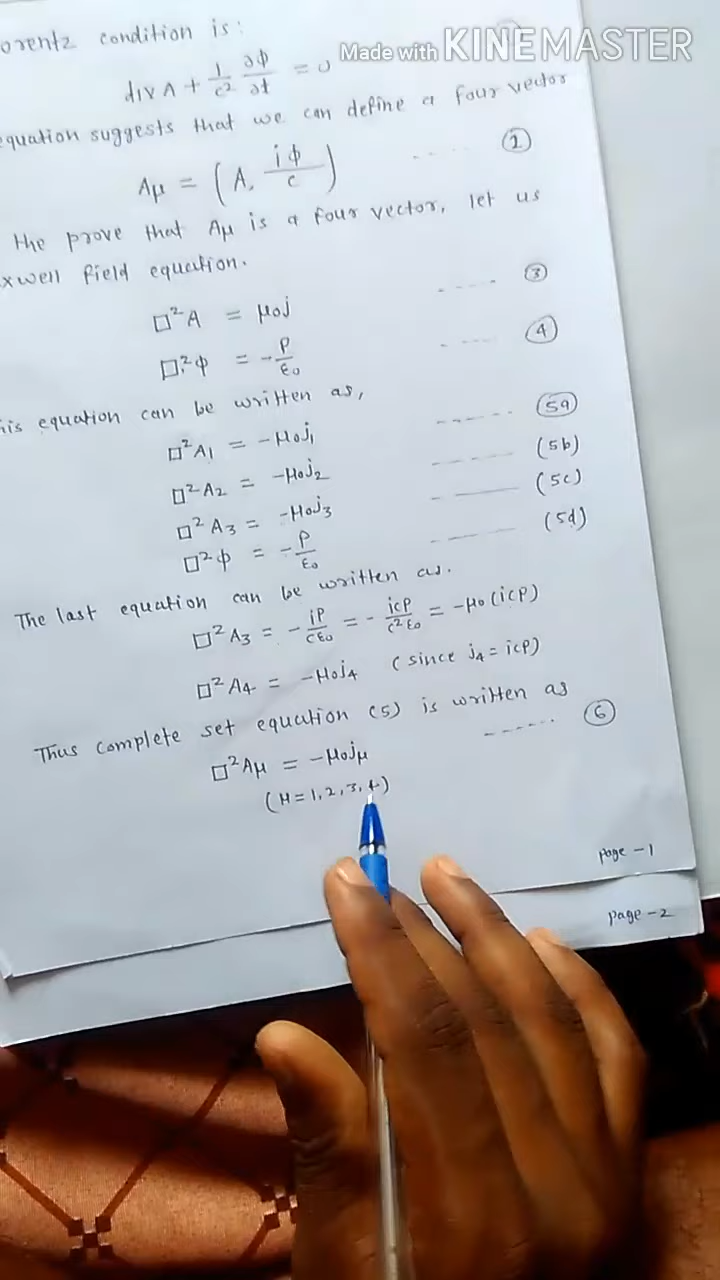 Made with KINEMASTER
orentz condition is:
div A + 1/c² ∂Φ/∂t = 0
equation suggests that we can define a four vector
Aμ = (A, iΦ/c) ------ ②
the prove that Aμ is a four vector, let us
xwell field equation.
□²A = μ₀j ------ ③
□²Φ = -ρ/ε₀ ------ ④
his equation can be written as,
□²A₁ = -μ₀j₁ ------ (5a)
□²A₂ = -μ₀j₂ ------ (5b)
□²A₃ = -μ₀j₃ ------ (5c)
□²Φ = -ρ/ε₀ ------ (5d)
The last equation can be written as.
□²A₃ = -iρ/cε₀ = -icρ/c²ε₀ = -μ₀(icρ)
□²A₄ = -μ₀j₄ (since j₄ = icρ)
Thus complete set equation (5) is written as
□²Aμ = -μ₀jμ ------ ⑥
(μ = 1, 2, 3, 4)
page - 1
page - 2